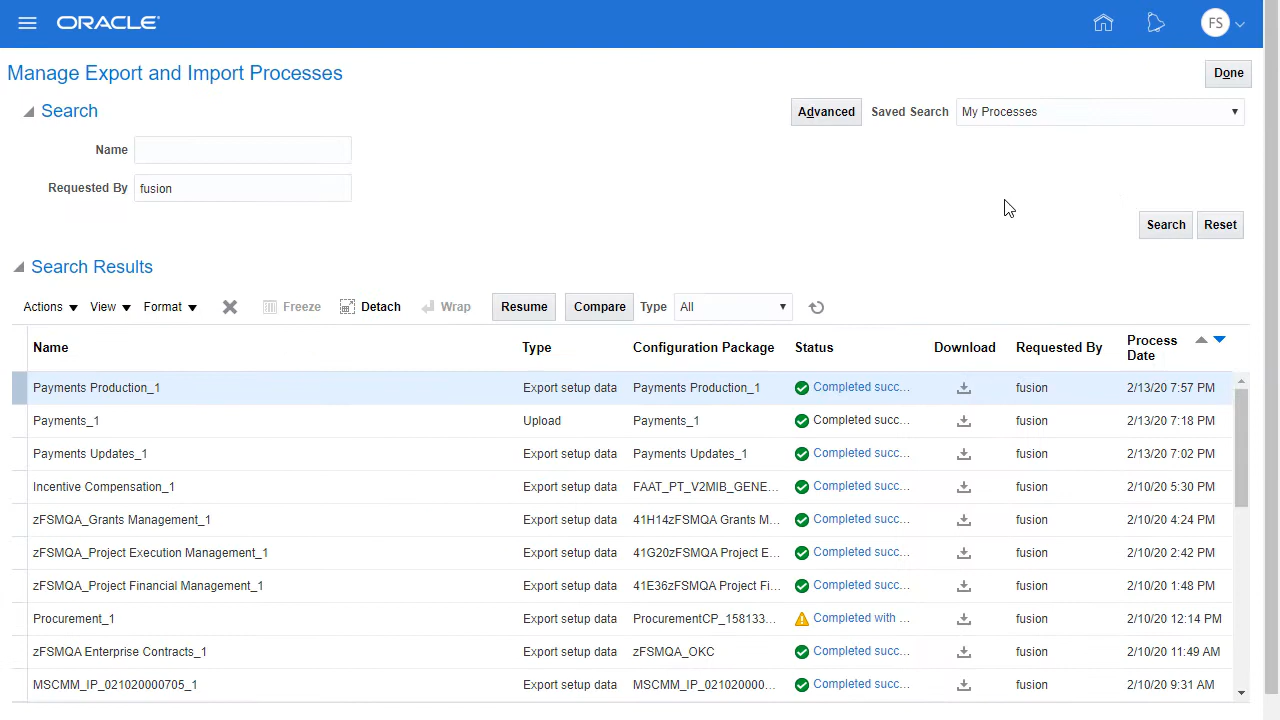 ORACLE
FS
Manage Export and Import Processes
Done
Search
Advanced Saved Search My Processes
Name
Requested By fusion
Search Reset
Search Results
Actions View Format Freeze Detach Wrap Resume Compare Type All
Name Type Configuration Package Status Download Requested By Process Date
Payments Production_1 Export setup data Payments Production_1 Completed succ... fusion 2/13/20 7:57 PM
Payments_1 Upload Payments_1 Completed succ... fusion 2/13/20 7:18 PM
Payments Updates_1 Export setup data Payments Updates_1 Completed succ... fusion 2/13/20 7:02 PM
Incentive Compensation_1 Export setup data FAAT_PT_V2MIB_GENE... Completed succ... fusion 2/10/20 5:30 PM
zFSMQA_Grants Management_1 Export setup data 41H14zFSMQA Grants M... Completed succ... fusion 2/10/20 4:24 PM
zFSMQA_Project Execution Management_1 Export setup data 41G20zFSMQA Project E... Completed succ... fusion 2/10/20 2:42 PM
zFSMQA_Project Financial Management_1 Export setup data 41E36zFSMQA Project Fi... Completed succ... fusion 2/10/20 1:48 PM
Procurement_1 Export setup data ProcurementCP_158133... Completed with ... fusion 2/10/20 12:14 PM
zFSMQA Enterprise Contracts_1 Export setup data zFSMQA_OKC Completed succ... fusion 2/10/20 11:49 AM
MSCMM_IP_021020000705_1 Export setup data MSCMM_IP_021020000... Completed succ... fusion 2/10/20 9:31 AM